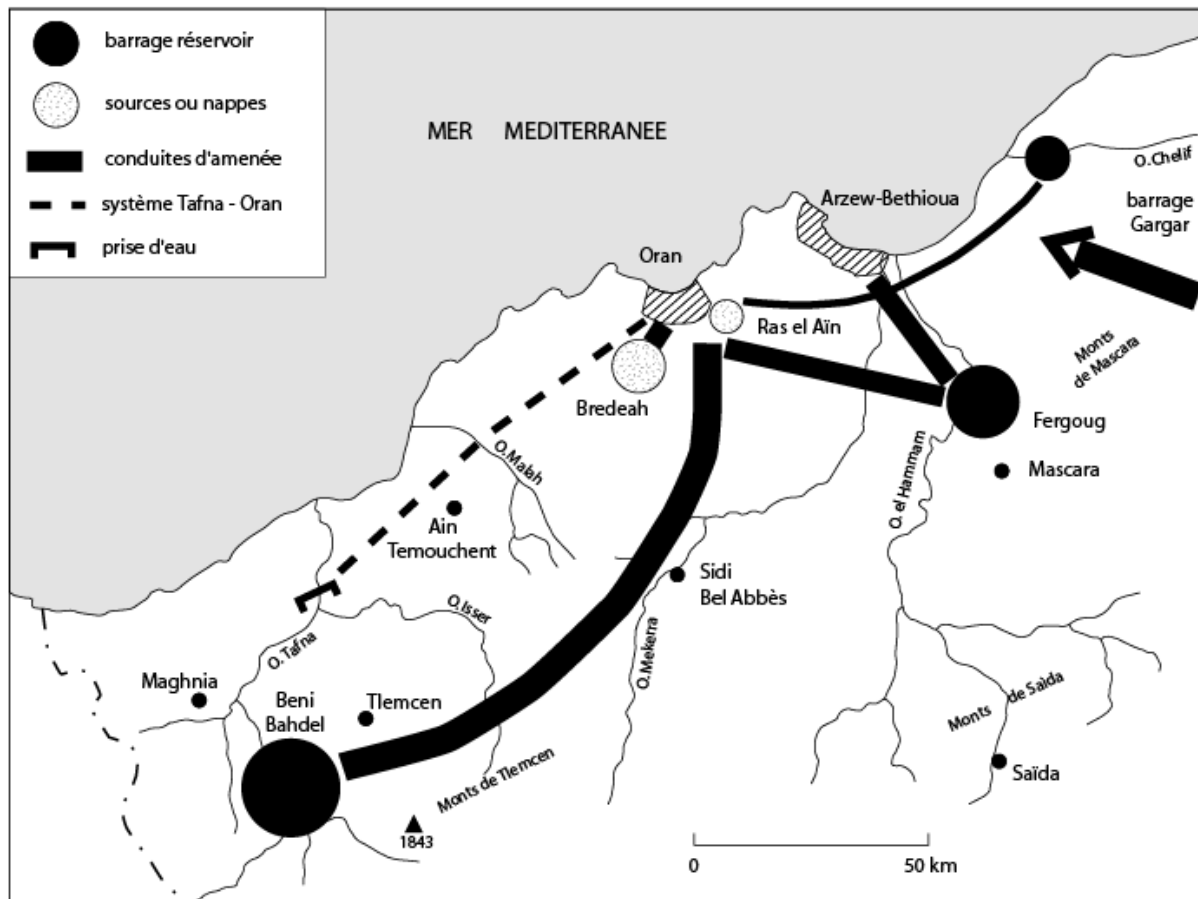 barrage réservoir
sources ou nappes
conduites d'amenée
système Tafna - Oran
prise d'eau
MER MEDITERRANEE
O. Chelif
barrage
Gargar
Arzew-Bethioua
Oran
Ras el Aïn
Monts
de Mascara
Bredeah
Fergoug
Mascara
O. Malah
O. el Hammam
Ain
Temouchent
Sidi
Bel Abbès
O. Isser
O. Tafna
O. Mekerra
Maghnia
Beni
Bahdel
Tlemcen
Monts de Tlemcen
Monts de Saïda
Saïda
1843
0 50 km